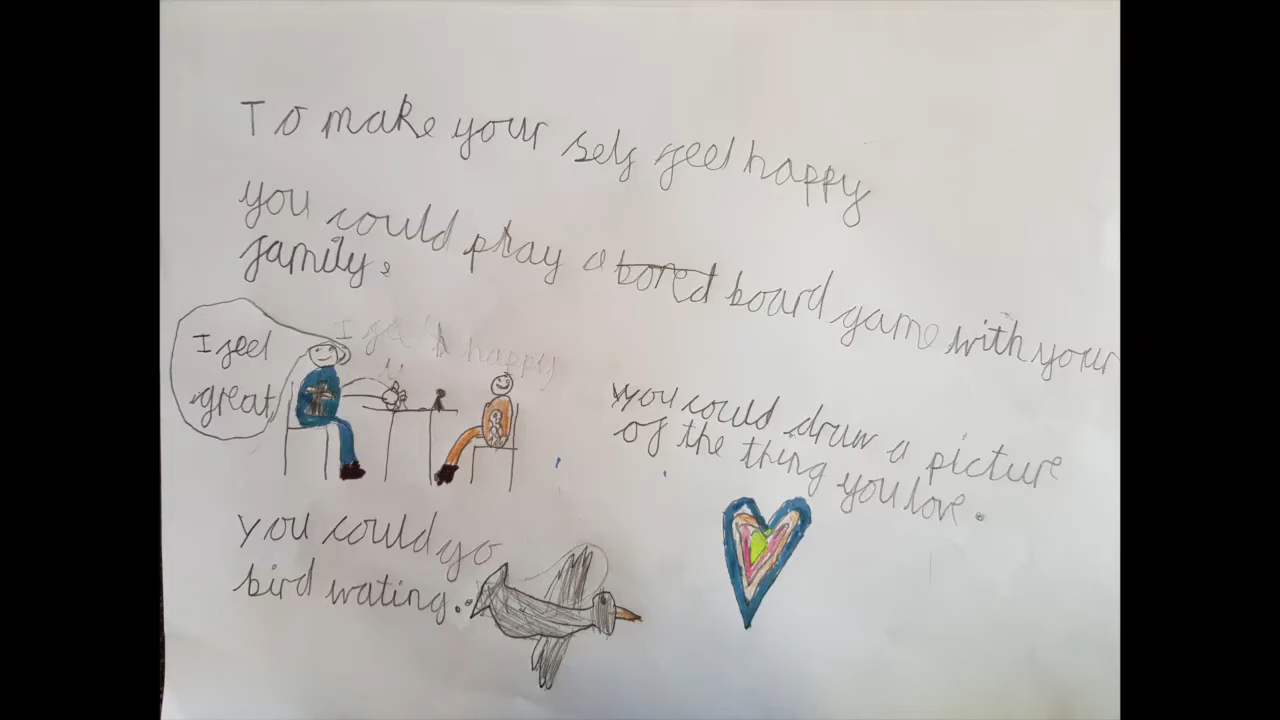 To make your self feel happy
you could play a bored board game with your
family.
I feel
great
I feel happy
you could draw a picture
of the thing you love.
you could go
bird wating.